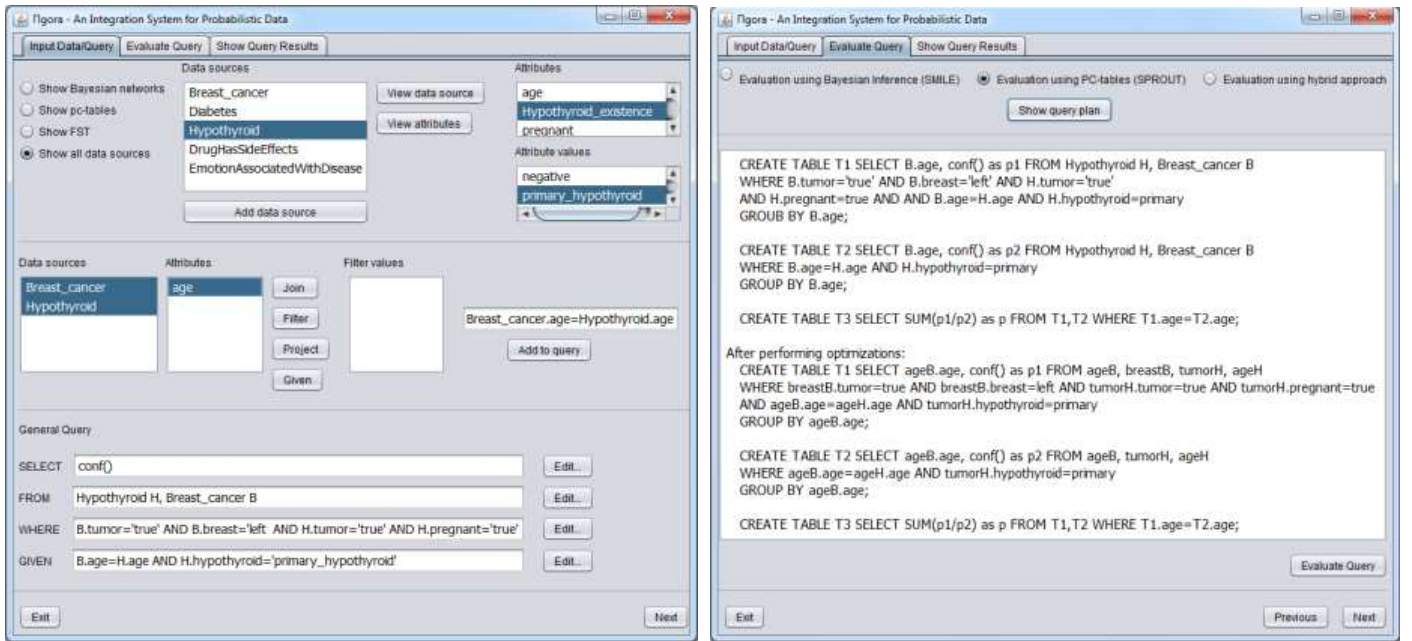 Πgora - An Integration System for Probabilistic Data
Input Data/Query Evaluate Query Show Query Results
Data sources
Attributes
Show Bayesian networks
Show pc-tables
Show FST
Show all data sources
Breast_cancer
Diabetes
Hypothyroid
DrugHasSideEffects
EmotionAssociatedWithDisease
View data source
View attributes
age
Hypothyroid_existence
pregnant
Attribute values
negative
primary_hypothyroid
Add data source
Data sources
Attributes
Filter values
Breast_cancer
Hypothyroid
age
Join
Filter
Project
Given
Breast_cancer.age=Hypothyroid.age
Add to query
General Query
SELECT conf() Edit...
FROM Hypothyroid H, Breast_cancer B Edit...
WHERE B.tumor='true' AND B.breast='left AND H.tumor='true' AND H.pregnant='true' Edit...
GIVEN B.age=H.age AND H.hypothyroid='primary_hypothyroid' Edit...
Exit Next
Πgora - An Integration System for Probabilistic Data
Input Data/Query Evaluate Query Show Query Results
Evaluation using Bayesian Inference (SMILE) Evaluation using PC-tables (SPROUT) Evaluation using hybrid approach
Show query plan
CREATE TABLE T1 SELECT B.age, conf() as p1 FROM Hypothyroid H, Breast_cancer B
WHERE B.tumor='true' AND B.breast='left' AND H.tumor='true'
AND H.pregnant=true AND AND B.age=H.age AND H.hypothyroid=primary
GROUB BY B.age;
CREATE TABLE T2 SELECT B.age, conf() as p2 FROM Hypothyroid H, Breast_cancer B
WHERE B.age=H.age AND H.hypothyroid=primary
GROUP BY B.age;
CREATE TABLE T3 SELECT SUM(p1/p2) as p FROM T1,T2 WHERE T1.age=T2.age;
After performing optimizations:
CREATE TABLE T1 SELECT ageB.age, conf() as p1 FROM ageB, breastB, tumorH, ageH
WHERE breastB.tumor=true AND breastB.breast=left AND tumorH.tumor=true AND tumorH.pregnant=true
AND ageB.age=ageH.age AND tumorH.hypothyroid=primary
GROUP BY ageB.age;
CREATE TABLE T2 SELECT ageB.age, conf() as p2 FROM ageB, tumorH, ageH
WHERE ageB.age=ageH.age AND tumorH.hypothyroid=primary
GROUP BY ageB.age;
CREATE TABLE T3 SELECT SUM(p1/p2) as p FROM T1,T2 WHERE T1.age=T2.age;
Evaluate Query
Exit Previous Next